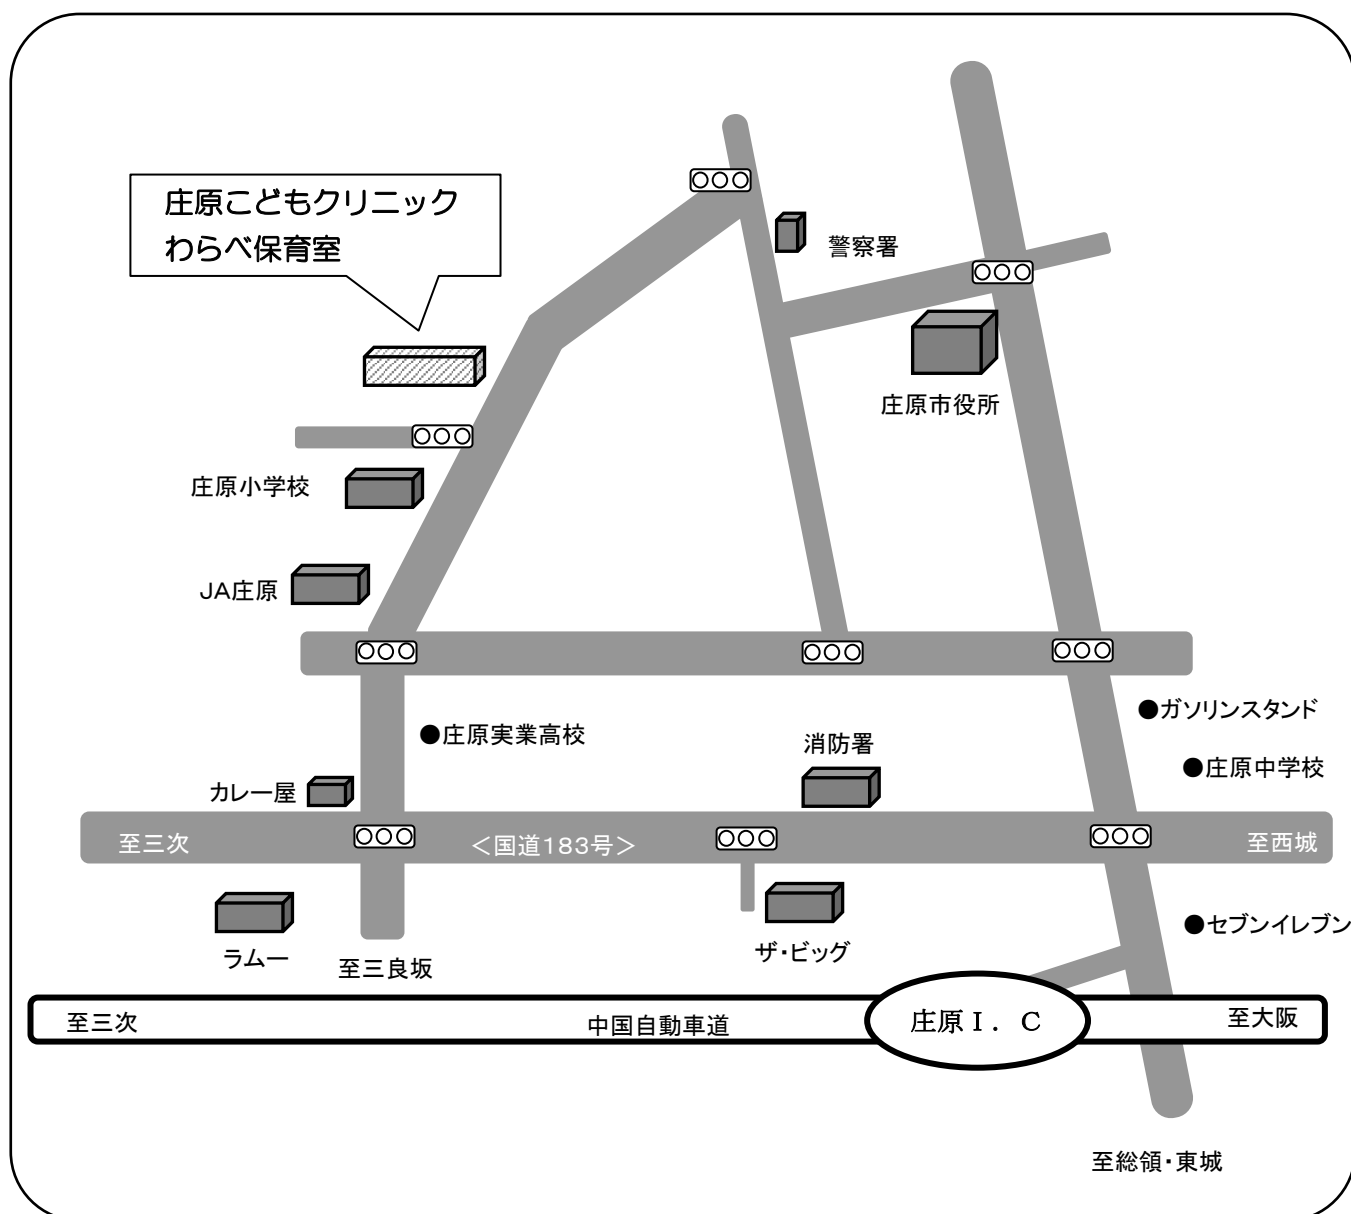 庄原こどもクリニック
わらべ保育室
警察署
庄原市役所
庄原小学校
JA庄原
●ガソリンスタンド
●庄原実業高校
消防署
●庄原中学校
カレー屋
至三次
＜国道183号＞
至西城
●セブンイレブン
ラムー
至三良坂
ザ・ビッグ
至三次
中国自動車道
庄原Ｉ．Ｃ
至大阪
至総領・東城